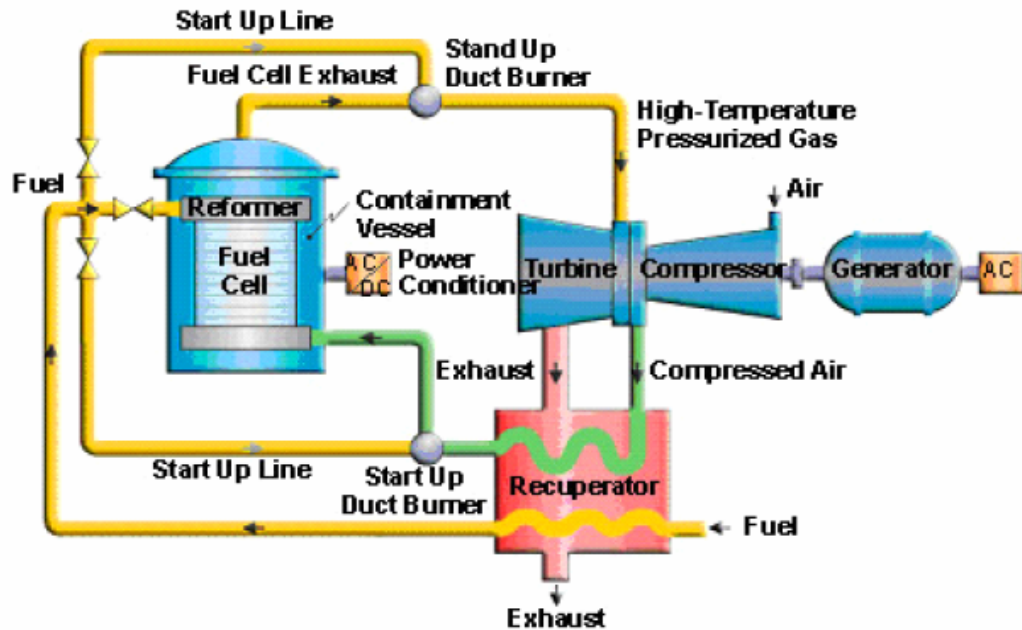 Start Up Line
Stand Up
Duct Burner
Fuel Cell Exhaust
High-Temperature
Pressurized Gas
Fuel
Air
Reformer
Containment
Vessel
Fuel
Cell
AC
DC
Power
Conditioner
Turbine
Compressor
Generator
AC
Exhaust
Compressed Air
Start Up Line
Start Up
Duct Burner
Recuperator
Fuel
Exhaust